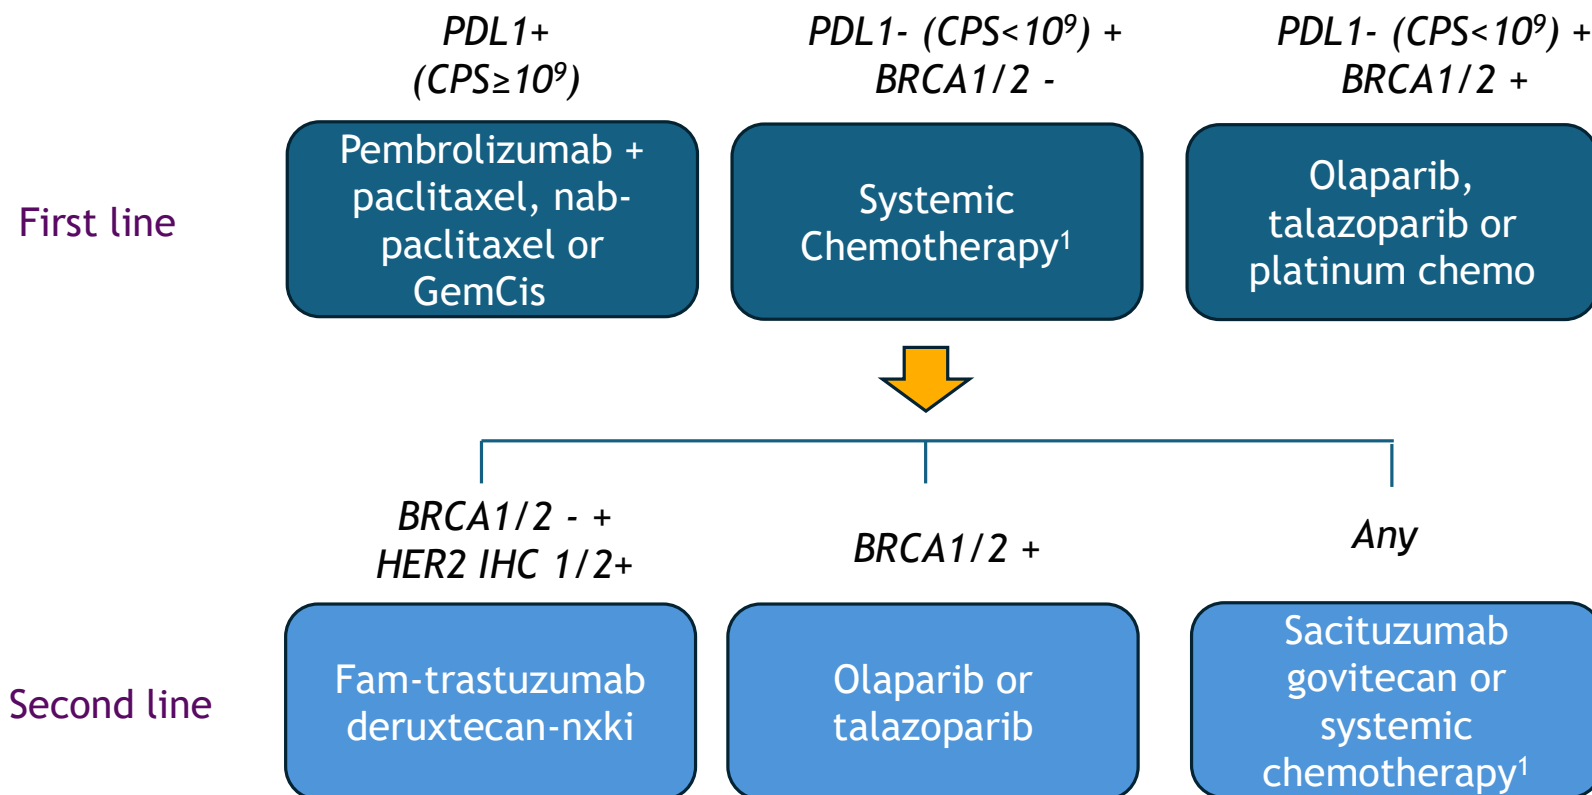 PDL1+
(CPS≥10⁹)
PDL1- (CPS<10⁹) +
BRCA1/2 -
PDL1- (CPS<10⁹) +
BRCA1/2 +
First line
Pembrolizumab +
paclitaxel, nab-
paclitaxel or
GemCis
Systemic
Chemotherapy¹
Olaparib,
talazoparib or
platinum chemo
BRCA1/2 - +
HER2 IHC 1/2+
BRCA1/2 +
Any
Second line
Fam-trastuzumab
deruxtecan-nxki
Olaparib or
talazoparib
Sacituzumab
govitecan or
systemic
chemotherapy¹